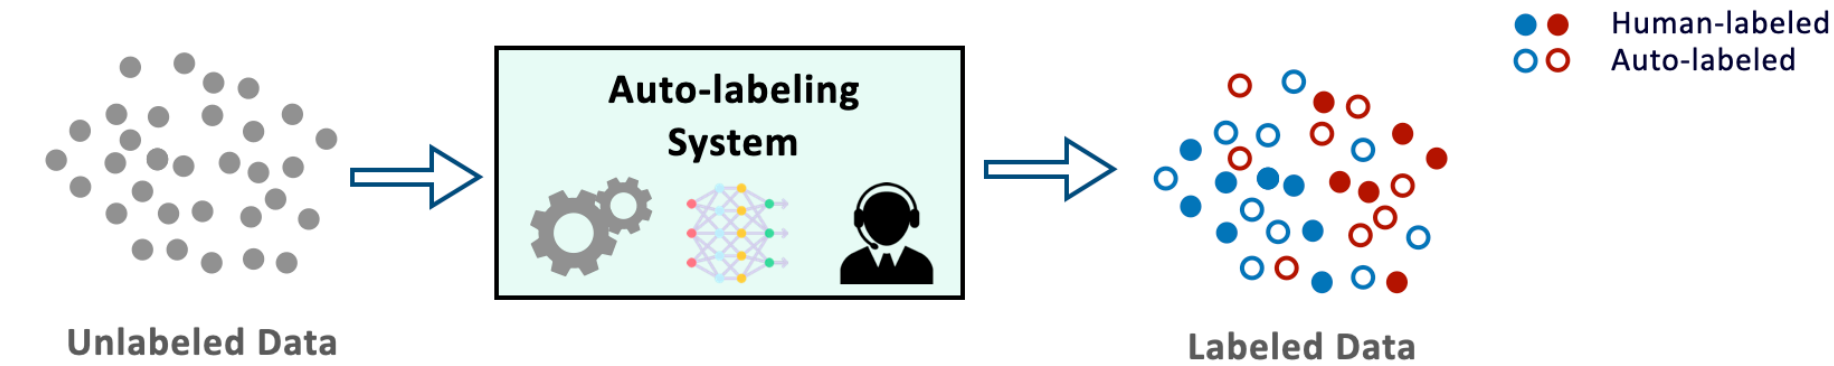 Human-labeled
Auto-labeled
Auto-labeling
System
Unlabeled Data
Labeled Data